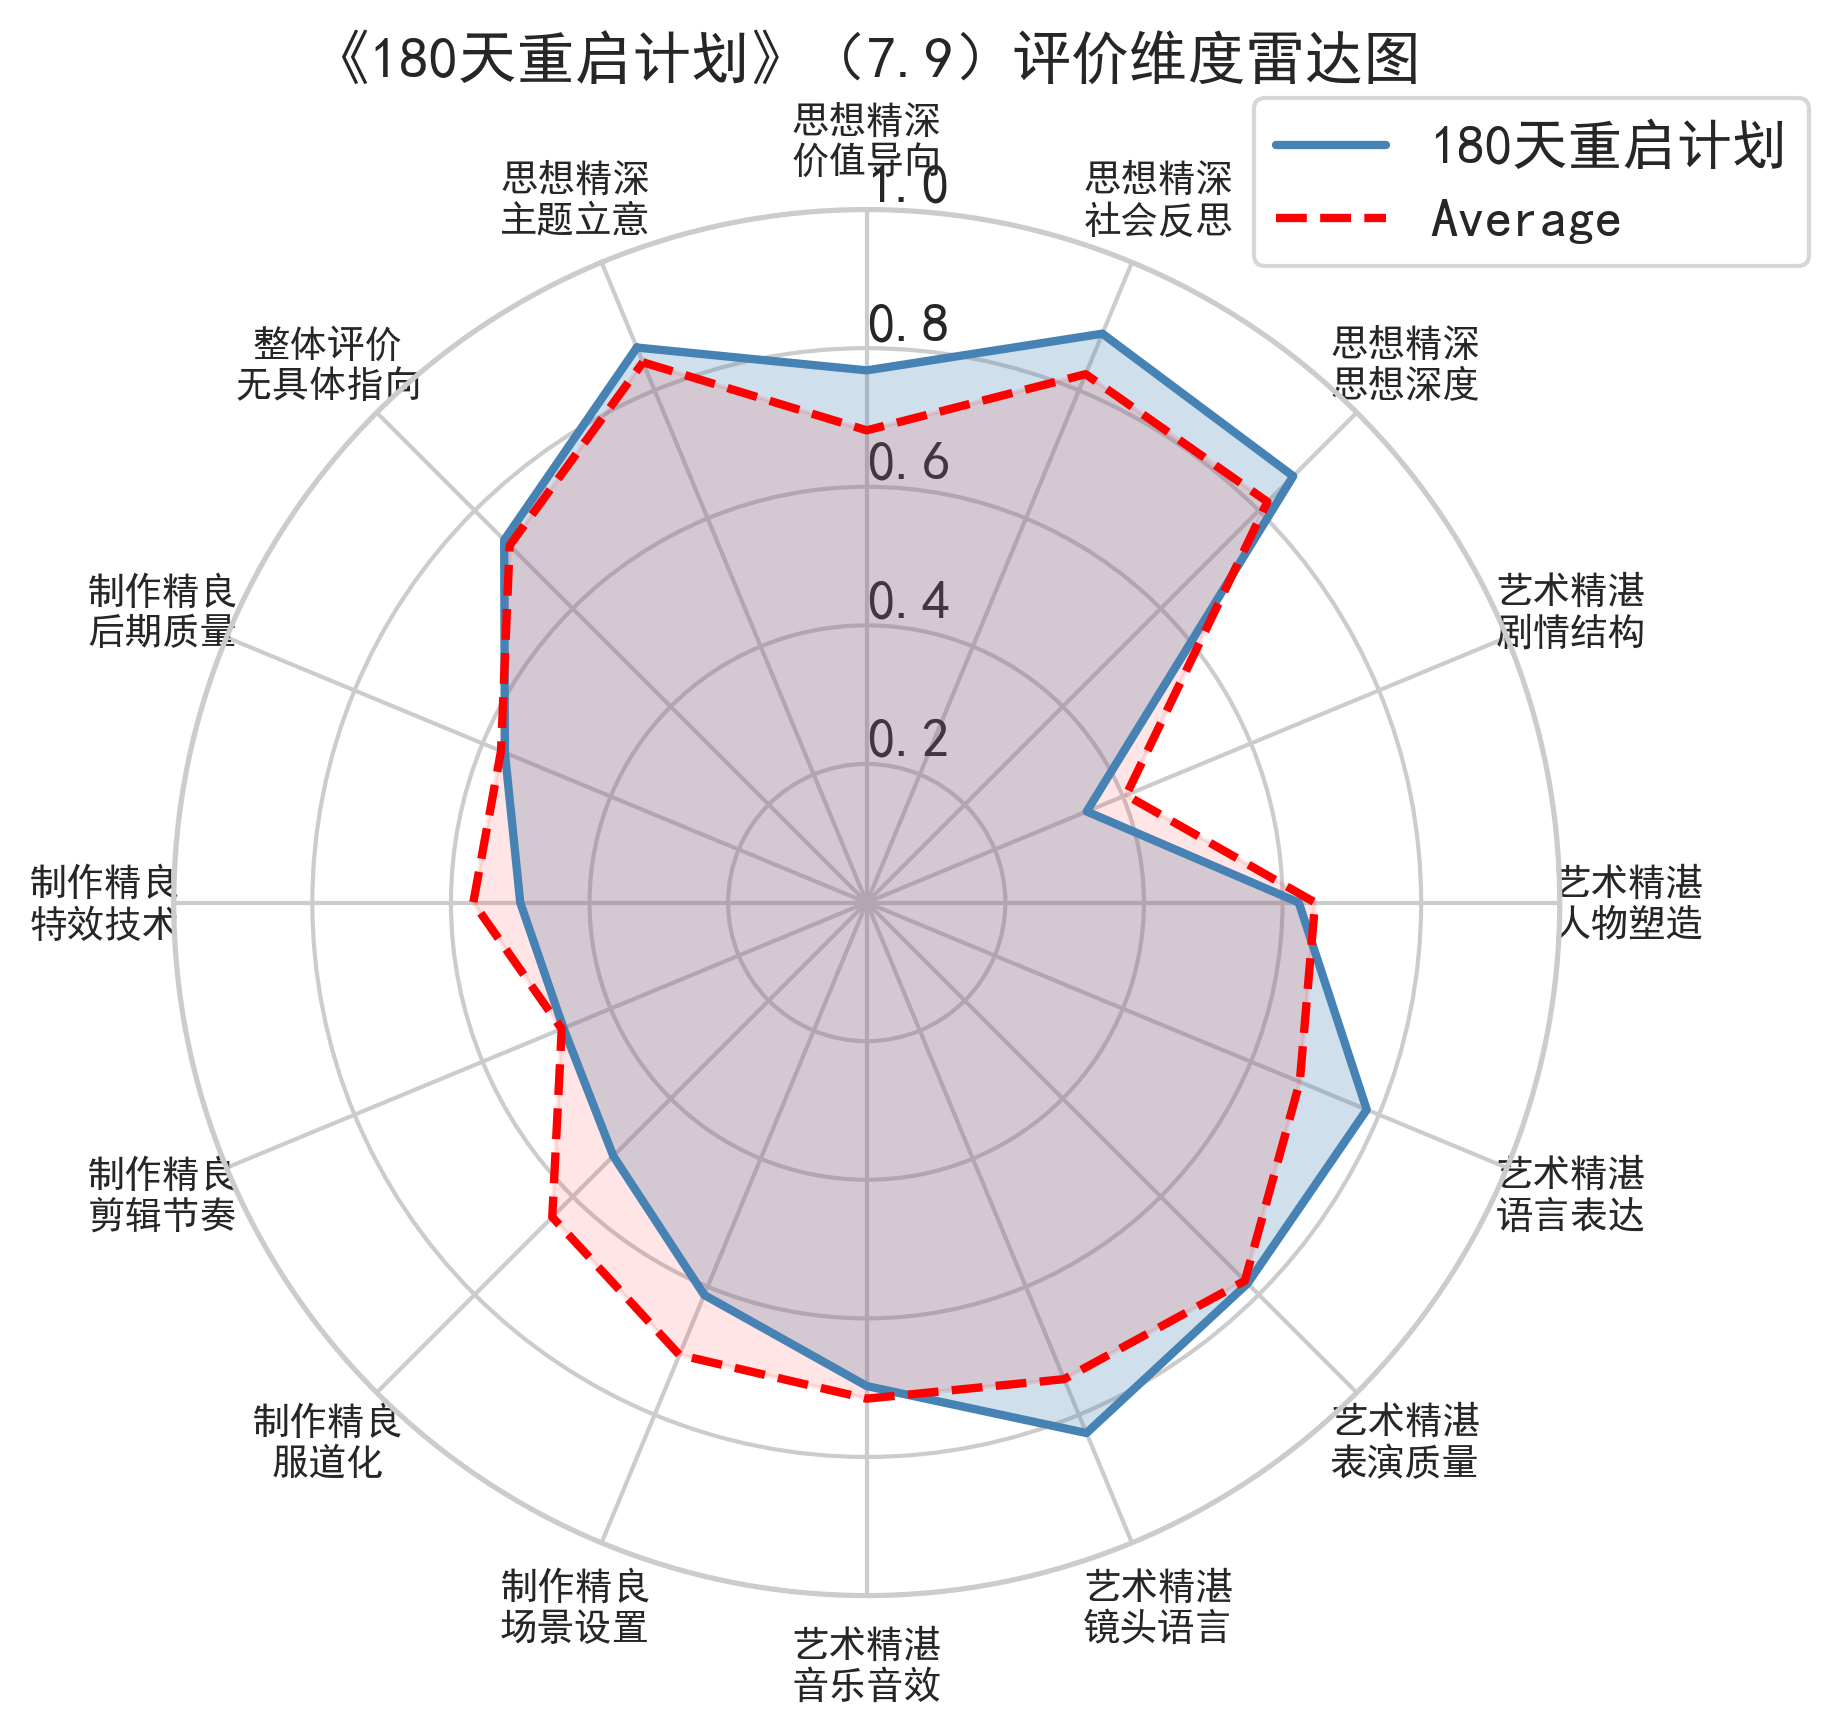 《180天重启计划》（7.9）评价维度雷达图
180天重启计划
Average
思想精深
价值导向
思想精深
社会反思
思想精深
思想深度
艺术精湛
剧情结构
艺术精湛
人物塑造
艺术精湛
语言表达
艺术精湛
表演质量
艺术精湛
镜头语言
艺术精湛
音乐音效
制作精良
场景设置
制作精良
服道化
制作精良
剪辑节奏
制作精良
特效技术
制作精良
后期质量
整体评价
无具体指向
思想精深
主题立意
1.0
0.8
0.6
0.4
0.2